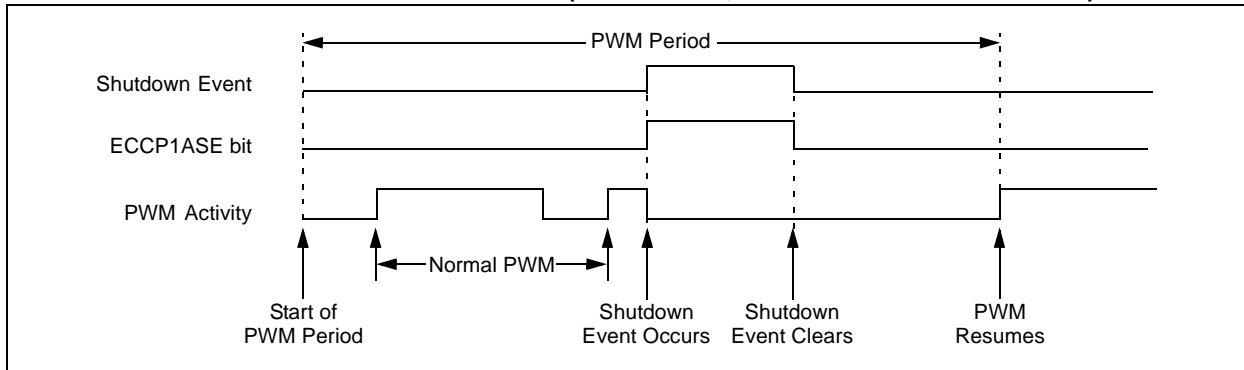 PWM Period
Shutdown Event
ECCP1ASE bit
PWM Activity
Normal PWM
Start of
PWM Period
Shutdown
Event Occurs
Shutdown
Event Clears
PWM
Resumes